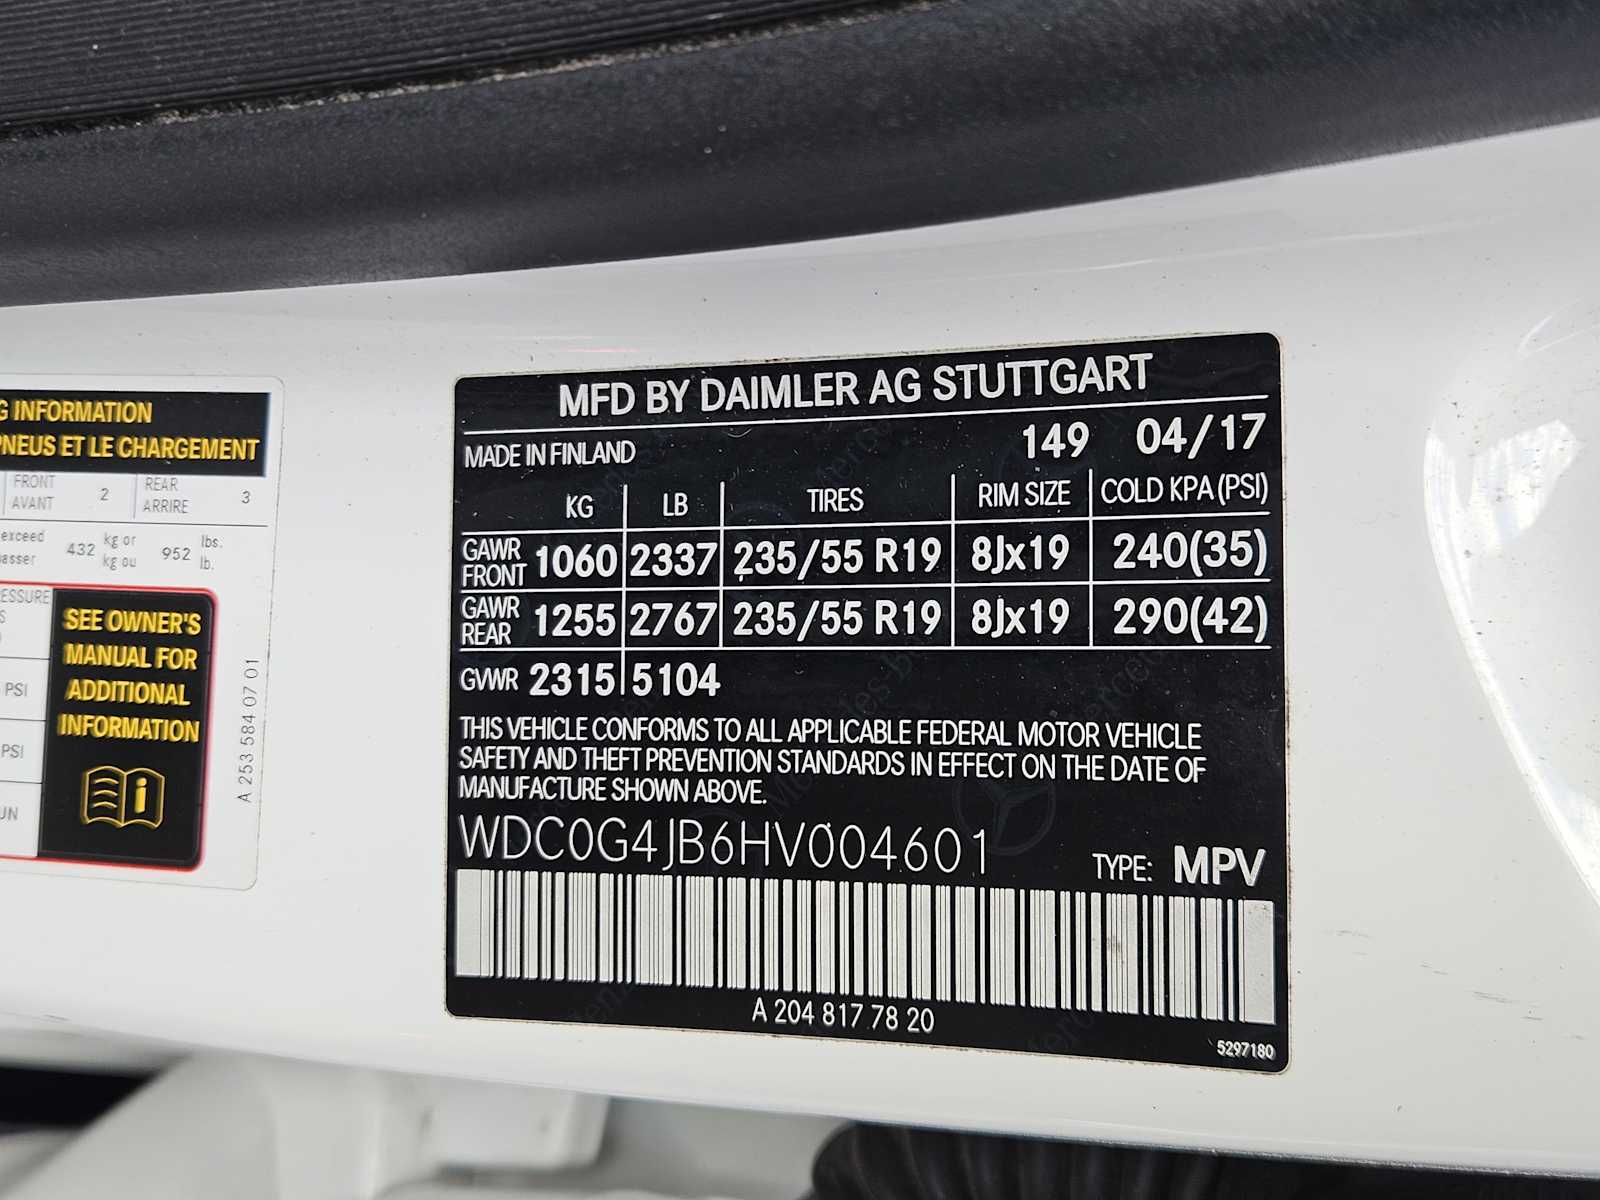 G INFORMATION
PNEUS ET LE CHARGEMENT
FRONT AVANT 2 REAR ARRIRE 3
exceed 432 kg or 952 lbs.
asser kg ou lb.
RESSURE
PSI
PSI
UN
SEE OWNER'S
MANUAL FOR
ADDITIONAL
INFORMATION
A 253 584 07 01
MFD BY DAIMLER AG STUTTGART
MADE IN FINLAND 149 04/17
KG LB TIRES RIM SIZE COLD KPA (PSI)
GAWR FRONT 1060 2337 235/55 R19 8Jx19 240(35)
GAWR REAR 1255 2767 235/55 R19 8Jx19 290(42)
GVWR 2315 5104
THIS VEHICLE CONFORMS TO ALL APPLICABLE FEDERAL MOTOR VEHICLE
SAFETY AND THEFT PREVENTION STANDARDS IN EFFECT ON THE DATE OF
MANUFACTURE SHOWN ABOVE.
WDC0G4JB6HV004601 TYPE: MPV
A 204 817 78 20
5297180